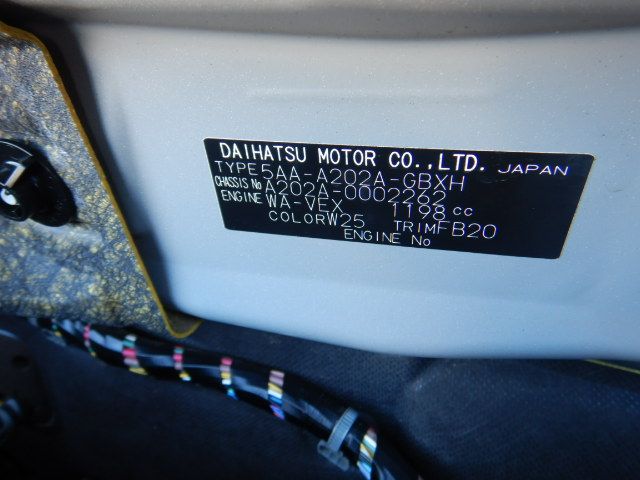 DAIHATSU MOTOR CO.,LTD. JAPAN
TYPE 5AA-A202A-GBXH
CHASSIS No A202A-0002262
ENGINE WA-VEX 1198 cc
COLOR W25 TRIM FB20
ENGINE No